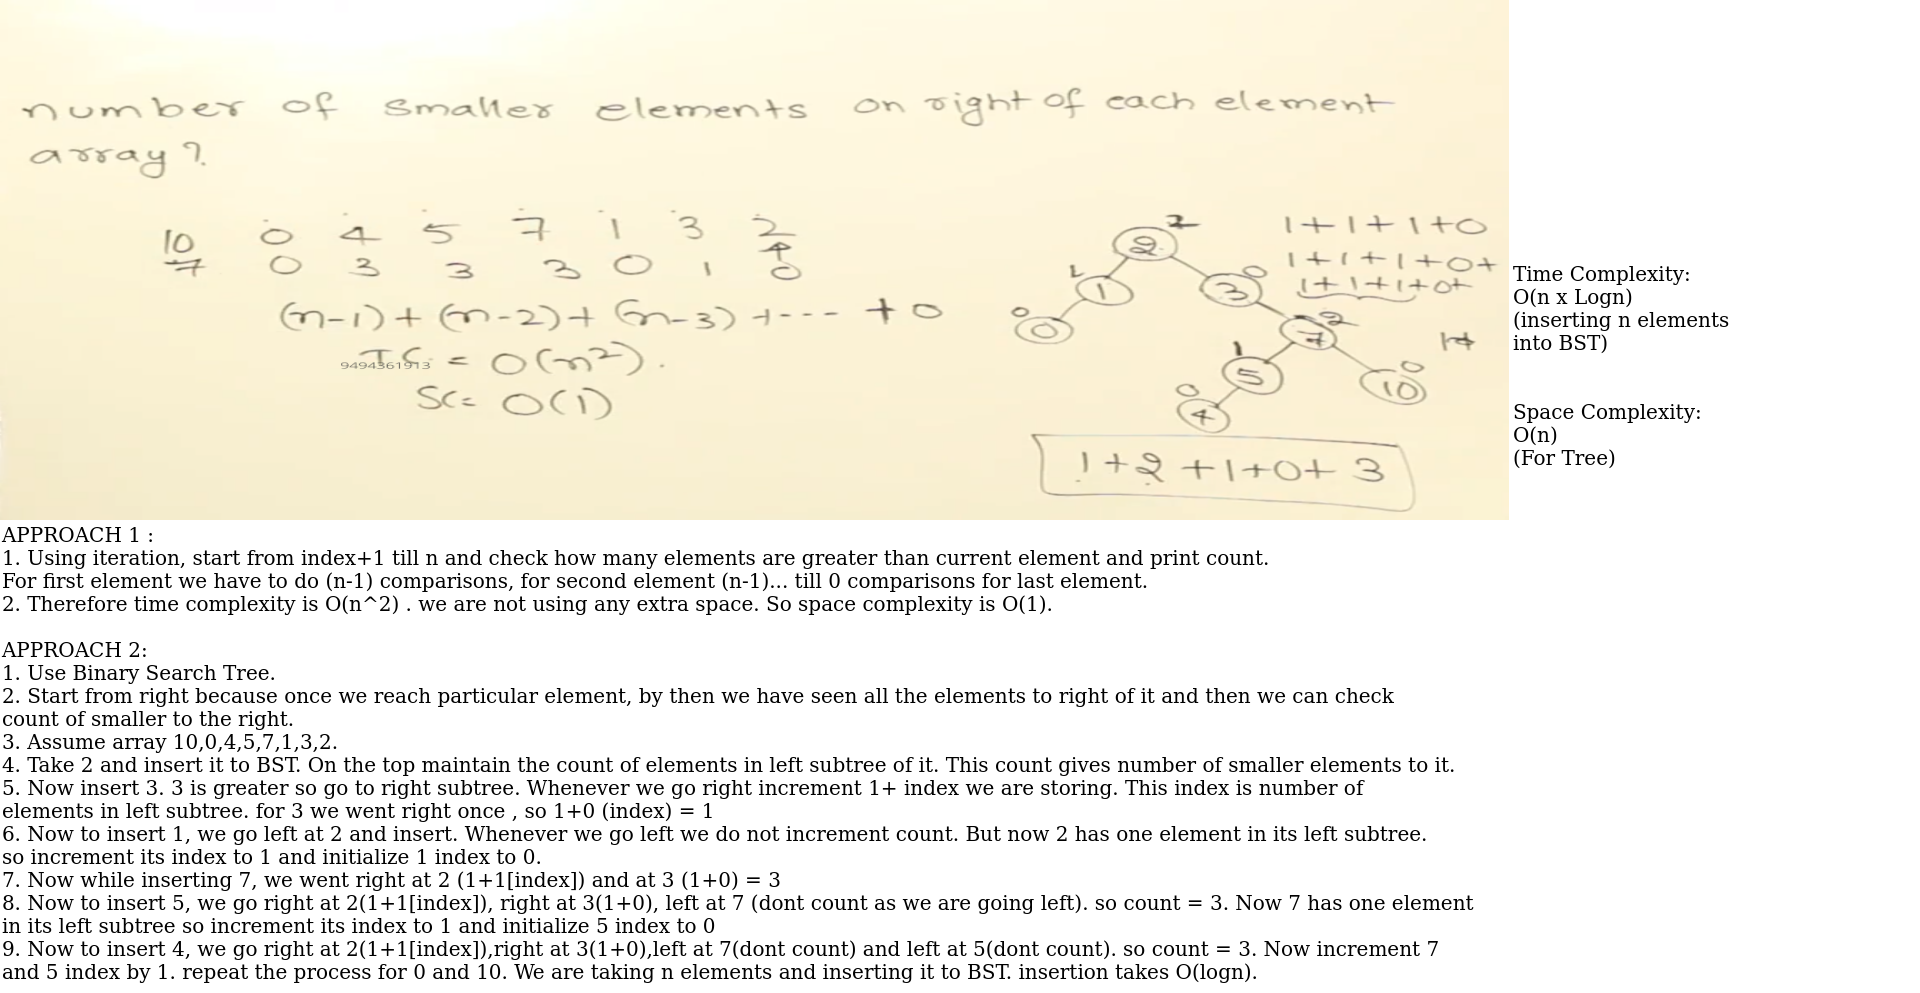 number of smaller elements on right of each element
array?
10 0 4 5 7 1 3 2
7 0 3 3 3 0 1 0
(n-1)+(n-2)+(n-3)+---+0
TC = O(n²).
9494361913
SC= O(1)
2
2
1
1
0
0
3
0
2
7
1
5
0
4
0
10
1+1+1+0
1+1+1+0+
1+1+1+0+
1+2+1+0+3
Time Complexity:
O(n x Logn)
(inserting n elements
into BST)
Space Complexity:
O(n)
(For Tree)
APPROACH 1 :
1. Using iteration, start from index+1 till n and check how many elements are greater than current element and print count.
For first element we have to do (n-1) comparisons, for second element (n-1)... till 0 comparisons for last element.
2. Therefore time complexity is O(n^2) . we are not using any extra space. So space complexity is O(1).
APPROACH 2:
1. Use Binary Search Tree.
2. Start from right because once we reach particular element, by then we have seen all the elements to right of it and then we can check
count of smaller to the right.
3. Assume array 10,0,4,5,7,1,3,2.
4. Take 2 and insert it to BST. On the top maintain the count of elements in left subtree of it. This count gives number of smaller elements to it.
5. Now insert 3. 3 is greater so go to right subtree. Whenever we go right increment 1+ index we are storing. This index is number of
elements in left subtree. for 3 we went right once , so 1+0 (index) = 1
6. Now to insert 1, we go left at 2 and insert. Whenever we go left we do not increment count. But now 2 has one element in its left subtree.
so increment its index to 1 and initialize 1 index to 0.
7. Now while inserting 7, we went right at 2 (1+1[index]) and at 3 (1+0) = 3
8. Now to insert 5, we go right at 2(1+1[index]), right at 3(1+0), left at 7 (dont count as we are going left). so count = 3. Now 7 has one element
in its left subtree so increment its index to 1 and initialize 5 index to 0
9. Now to insert 4, we go right at 2(1+1[index]),right at 3(1+0),left at 7(dont count) and left at 5(dont count). so count = 3. Now increment 7
and 5 index by 1. repeat the process for 0 and 10. We are taking n elements and inserting it to BST. insertion takes O(logn).